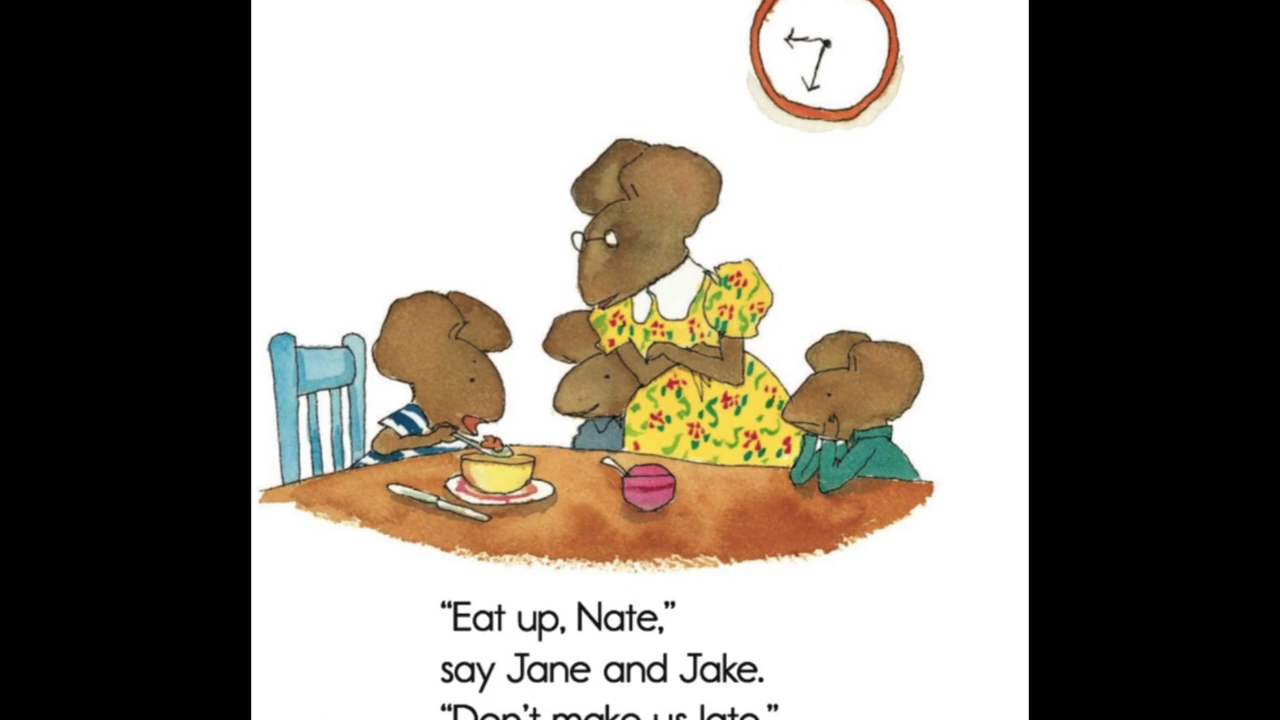 “Eat up, Nate,”
say Jane and Jake.
“Don’t make us late.”